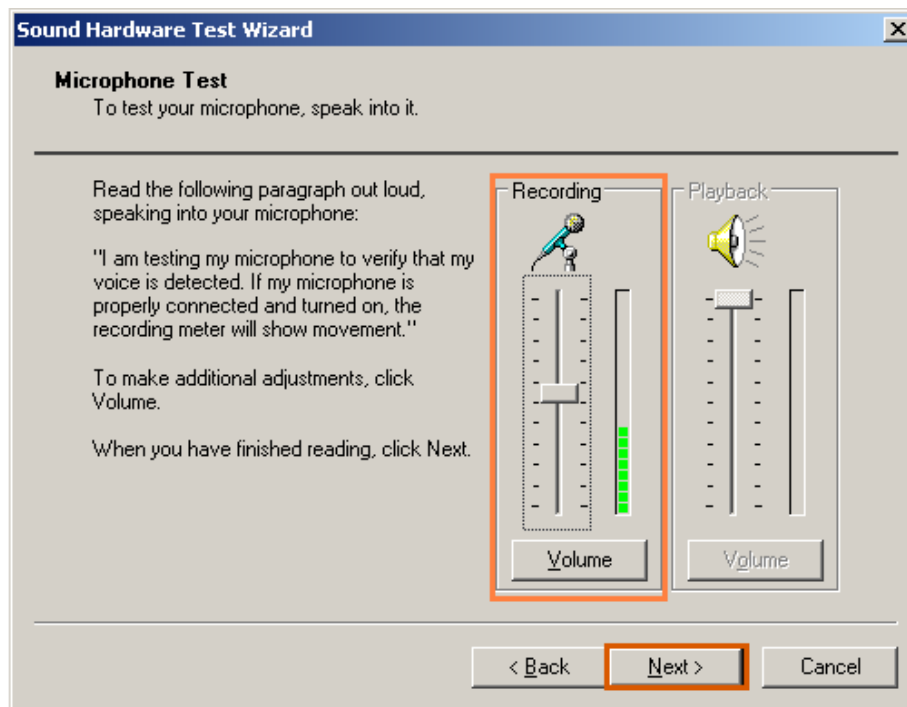 Sound Hardware Test Wizard
Microphone Test
To test your microphone, speak into it.
Read the following paragraph out loud,
speaking into your microphone:
"I am testing my microphone to verify that my
voice is detected. If my microphone is
properly connected and turned on, the
recording meter will show movement."
To make additional adjustments, click
Volume.
When you have finished reading, click Next.
Recording
Volume
Playback
Volume
< Back
Next >
Cancel